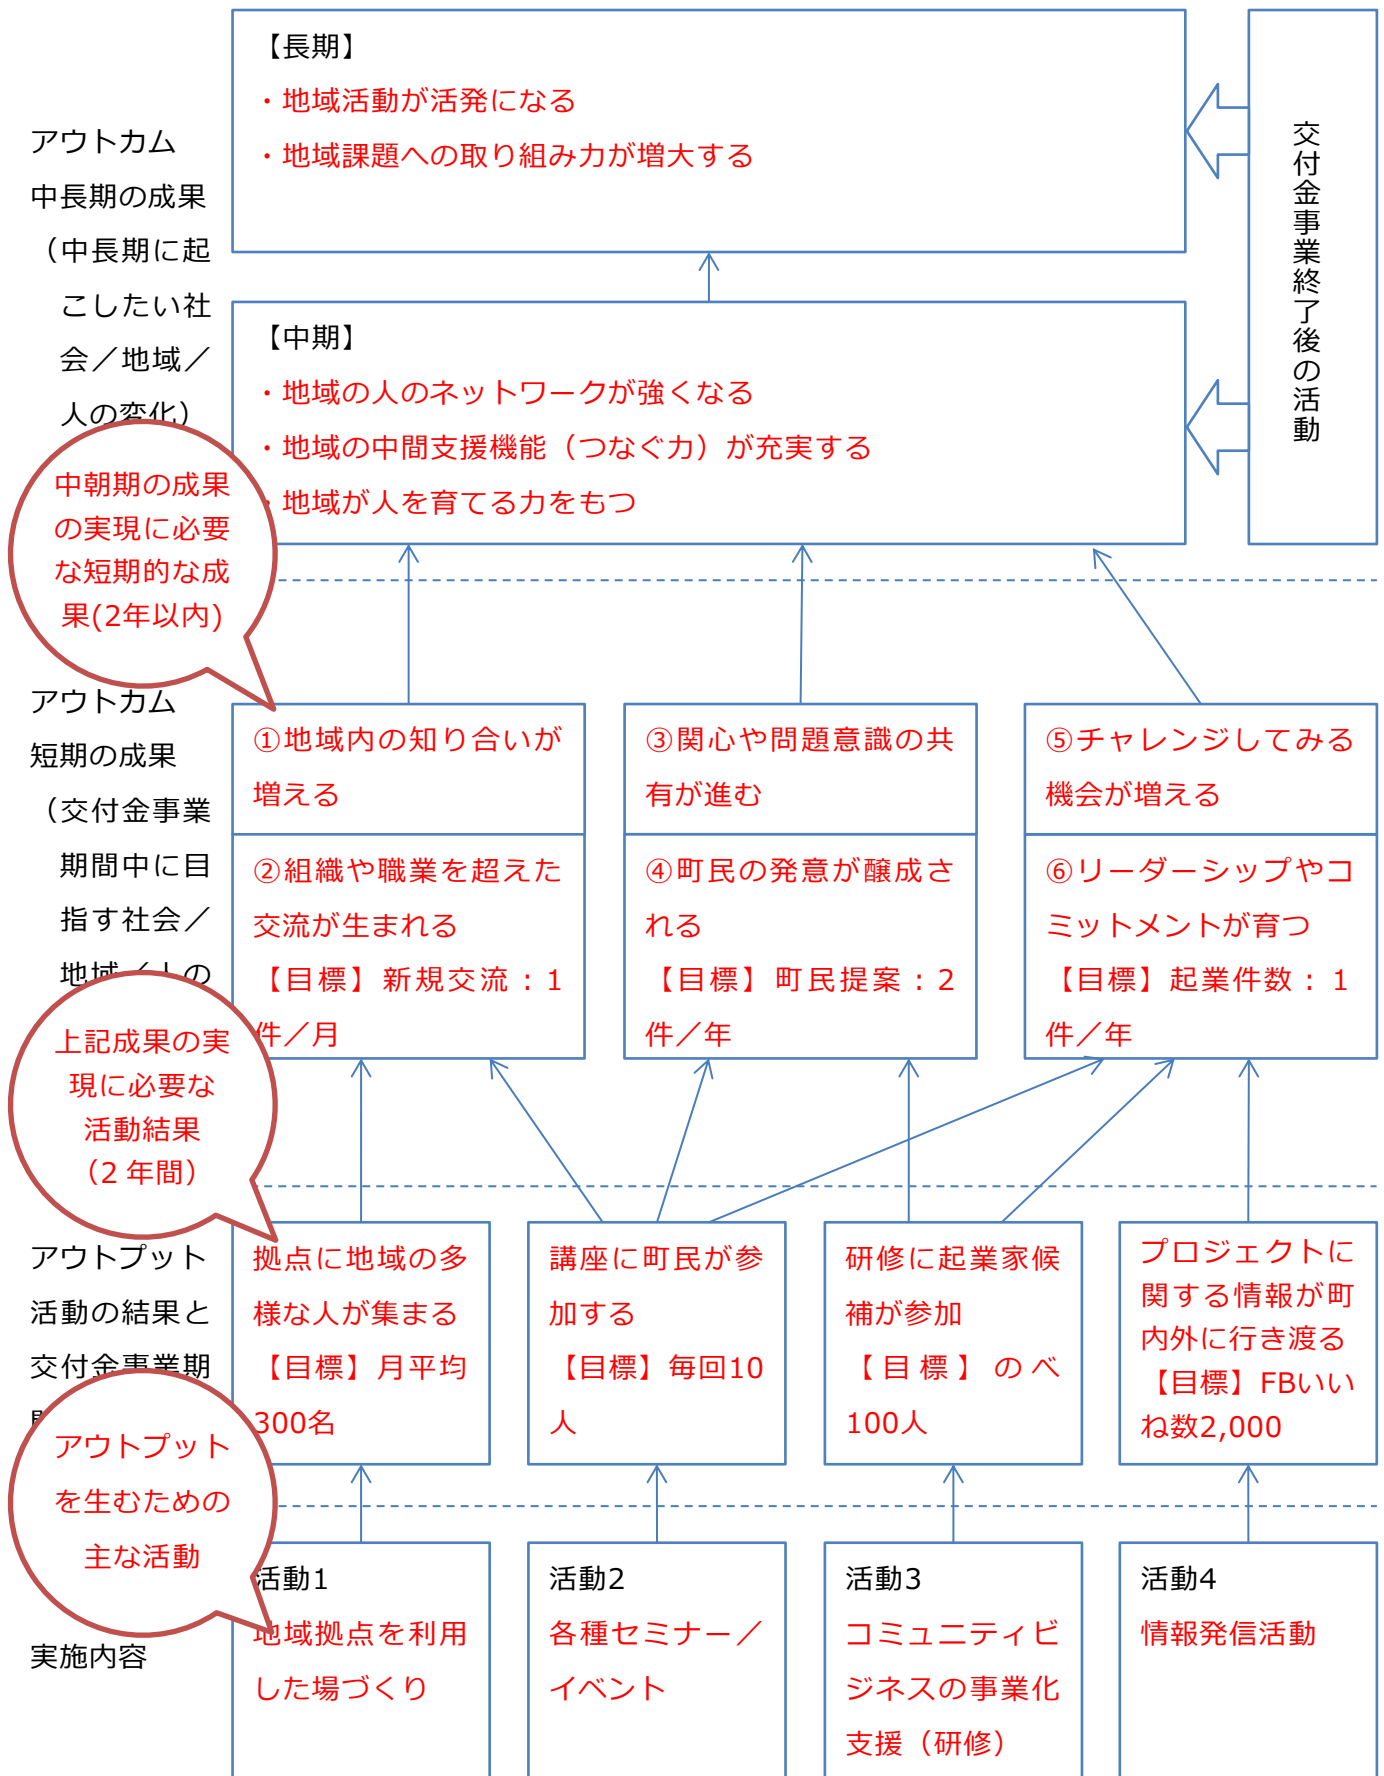 【長期】
・地域活動が活発になる
・地域課題への取り組み力が増大する
交付金事業終了後の活動
アウトカム
中長期の成果
（中長期に起
こしたい社
会／地域／
人の変化）
【中期】
・地域の人のネットワークが強くなる
・地域の中間支援機能（つなぐ力）が充実する
・地域が人を育てる力をもつ
中朝期の成果
の実現に必要
な短期的な成
果(2年以内)
アウトカム
短期の成果
（交付金事業
期間中に目
指す社会／
地域／人の
①地域内の知り合いが
増える
②組織や職業を超えた
交流が生まれる
【目標】新規交流：1
件／月
③関心や問題意識の共
有が進む
④町民の発意が醸成さ
れる
【目標】町民提案：2
件／年
⑤チャレンジしてみる
機会が増える
⑥リーダーシップやコ
ミットメントが育つ
【目標】起業件数：1
件／年
上記成果の実
現に必要な
活動結果
（2年間）
アウトプット
活動の結果と
交付金事業期
拠点に地域の多
様な人が集まる
【目標】月平均
300名
講座に町民が参
加する
【目標】毎回10
人
研修に起業家候
補が参加
【目標】のべ
100人
プロジェクトに
関する情報が町
内外に行き渡る
【目標】FBいい
ね数2,000
アウトプット
を生むための
主な活動
実施内容
活動1
地域拠点を利用
した場づくり
活動2
各種セミナー／
イベント
活動3
コミュニティビ
ジネスの事業化
支援（研修）
活動4
情報発信活動